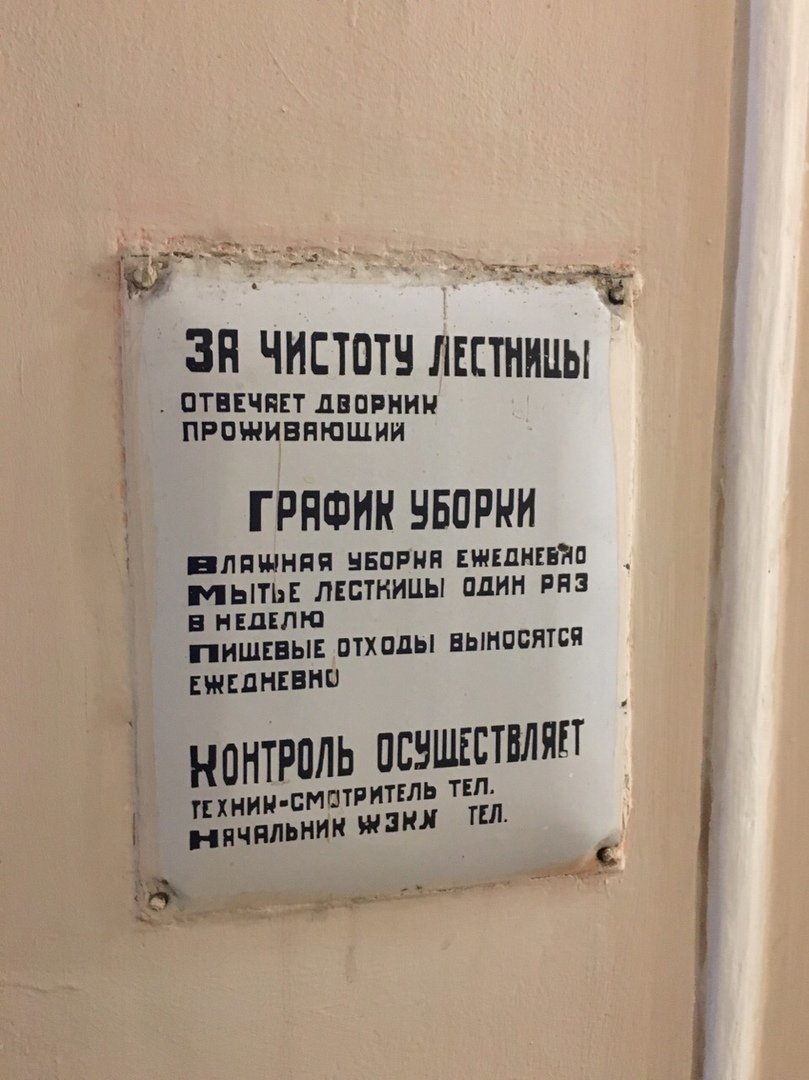 ЗА ЧИСТОТУ ЛЕСТНИЦЫ
ОТВЕЧАЕТ ДВОРНИК
ПРОЖИВАЮЩИЙ
ГРАФИК УБОРКИ
ВЛАЖНАЯ УБОРКА ЕЖЕДНЕВНО
МЫТЬЕ ЛЕСТКИЦЫ ОДИН РАЗ
В НЕДЕЛЮ
ПИЩЕВЫЕ ОТХОДЫ ВЫНОСЯТСЯ
ЕЖЕДНЕВНО
КОНТРОЛЬ ОСУЩЕСТВЛЯЕТ
ТЕХНИК-СМОТРИТЕЛЬ ТЕЛ.
НАЧАЛЬНИК ЖЭКА ТЕЛ.